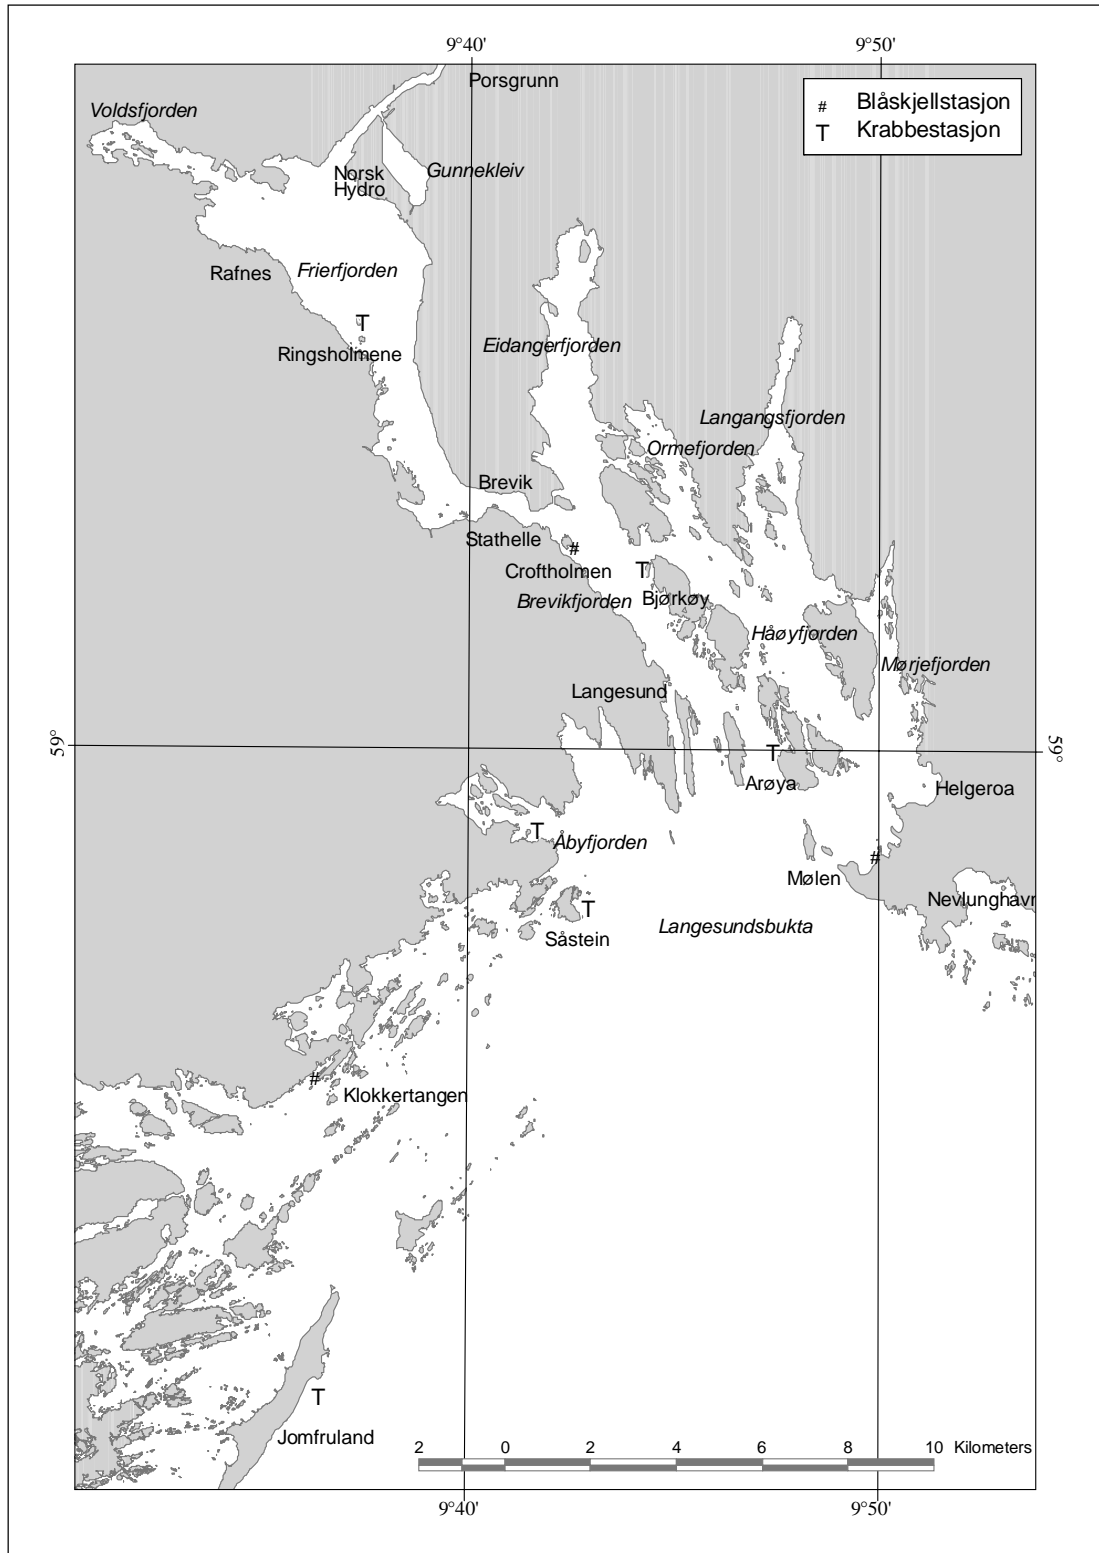 9°40'
9°50'
Porsgrunn
# Blåskjellstasjon
T Krabbestasjon
Voldsfjorden
Norsk
Hydro
Gunnekleiv
Rafnes
Frierfjorden
T
Ringsholmene
Eidangerfjorden
Langangsfjorden
Ormefjorden
Brevik
Stathelle
#
Croftholmen
T
Brevikfjorden
Bjørkøy
Håøyfjorden
Mørjefjorden
Langesund
59°
59°
T
Arøya
Helgeroa
T
Åbyfjorden
#
Mølen
Nevlunghavn
T
Såstein
Langesundsbukta
#
Klokkertangen
T
Jomfruland
2 0 2 4 6 8 10 Kilometers
9°40'
9°50'